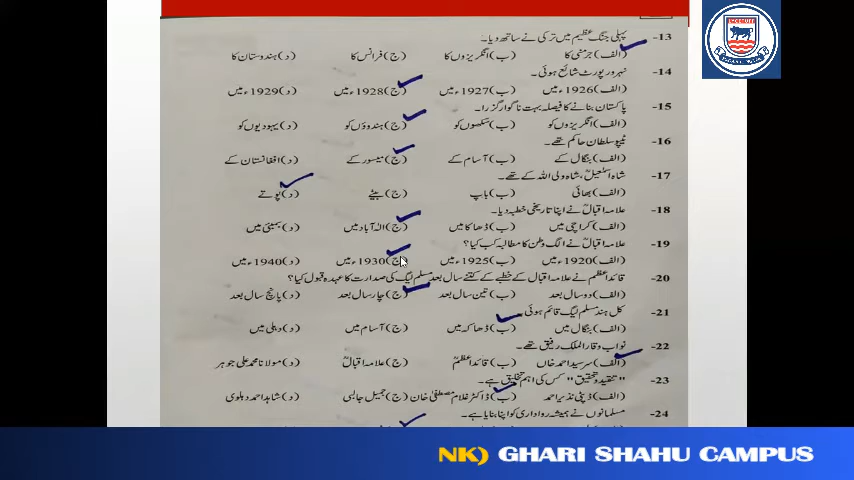 13- پہلی جنگ عظیم میں ترکی نے ساتھ دیا۔
(الف) جرمنی کا (ب) انگریزوں کا (ج) فرانس کا (د) ہندوستان کا
14- نہرو رپورٹ شائع ہوئی۔
(الف) 1926ء میں (ب) 1927ء میں (ج) 1928ء میں (د) 1929ء میں
15- پاکستان بنانے کا فیصلہ بہت ناگوار گزرا۔
(الف) انگریزوں کو (ب) سکھوں کو (ج) ہندوؤں کو (د) یہودیوں کو
16- ٹیپو سلطان حاکم تھے۔
(الف) بنگال کے (ب) آسام کے (ج) میسور کے (د) افغانستان کے
17- شاہ اسمٰعیلؒ، شاہ ولی اللہ کے تھے۔
(الف) بھائی (ب) باپ (ج) بیٹے (د) پوتے
18- علامہ اقبالؒ نے اپنا تاریخی خطبہ دیا۔
(الف) کراچی میں (ب) ڈھاکا میں (ج) الٰہ آباد میں (د) بمبئی میں
19- علامہ اقبالؒ نے الگ وطن کا مطالبہ کب کیا؟
(الف) 1920ء میں (ب) 1925ء میں (ج) 1930ء میں (د) 1940ء میں
20- قائداعظم نے علامہ اقبال کے خطبے کے کتنے سال بعد مسلم لیگ کی صدارت کا عہدہ قبول کیا؟
(الف) دو سال بعد (ب) تین سال بعد (ج) چار سال بعد (د) پانچ سال بعد
21- کل ہند مسلم لیگ قائم ہوئی
(الف) بنگال میں (ب) ڈھاکہ میں (ج) آسام میں (د) دہلی میں
22- نواب وقار الملک رفیق تھے۔
(الف) سرسید احمد خاں (ب) قائداعظمؒ (ج) علامہ اقبالؒ (د) مولانا محمد علی جوہر
23- "تنقید و تحقیق" کس کی اہم تخلیق ہے۔
(الف) ڈپٹی نذیر احمد (ب) ڈاکٹر غلام مصطفیٰ خان (ج) جمیل جالبی (د) شاہد احمد دہلوی
24- مسلمانوں نے ہمیشہ رواداری کو اپنا بنایا ہے۔
NK) GHARI SHAHU CAMPUS